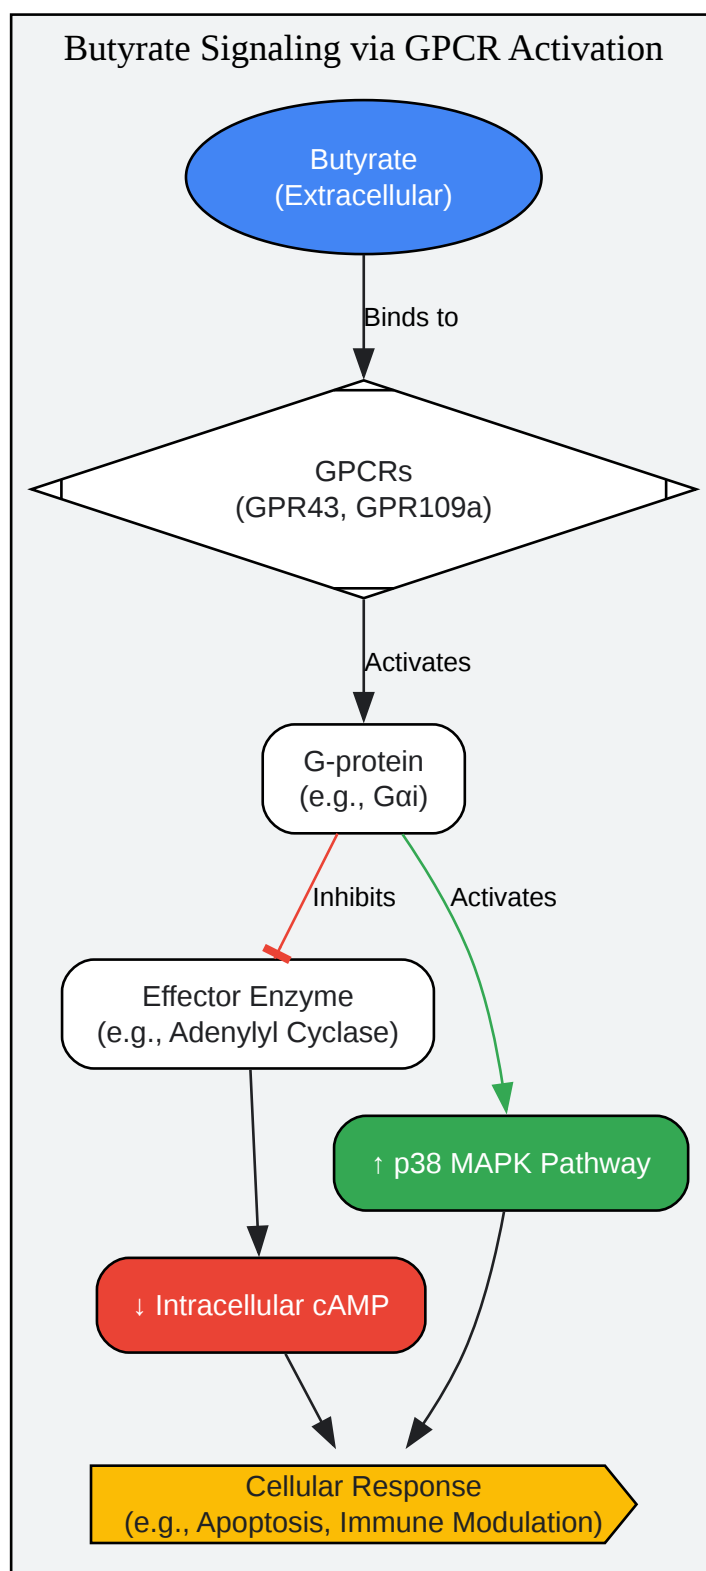 Butyrate Signaling via GPCR Activation
Butyrate
(Extracellular)
Binds to
GPCRs
(GPR43, GPR109a)
Activates
G-protein
(e.g., Gαi)
Inhibits
Activates
Effector Enzyme
(e.g., Adenylyl Cyclase)
↑ p38 MAPK Pathway
↓ Intracellular cAMP
Cellular Response
(e.g., Apoptosis, Immune Modulation)